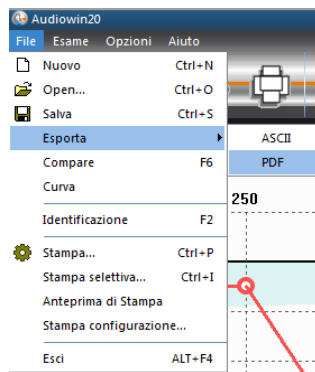 Audiowin20
File Esame Opzioni Aiuto
Nuovo Ctrl+N
Open... Ctrl+O
Salva Ctrl+S
Esporta ASCII
Compare F6 PDF
Curva
250
Identificazione F2
Stampa... Ctrl+P
Stampa selettiva... Ctrl+I
Anteprima di Stampa
Stampa configurazione...
Esci ALT+F4